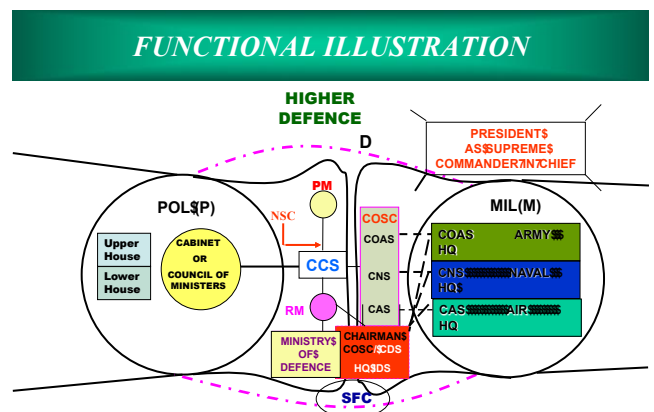 FUNCTIONAL ILLUSTRATION
HIGHER
DEFENCE
D
PRESIDENT$
AS$SUPREME$
COMMANDER7IN7CHIEF
PM
POL$(P)
MIL(M)
NSC
COSC
Upper
House
Lower
House
CABINET
OR
COUNCIL OF
MINISTERS
CCS
COAS
CNS
CAS
COAS ARMY$$$
HQ
CNS NAVAL
HQ$
CAS AIR
HQ
RM
MINISTRY$
OF$
DEFENCE
CHAIRMAN$
COSC/$CDS
HQ$IDS
SFC